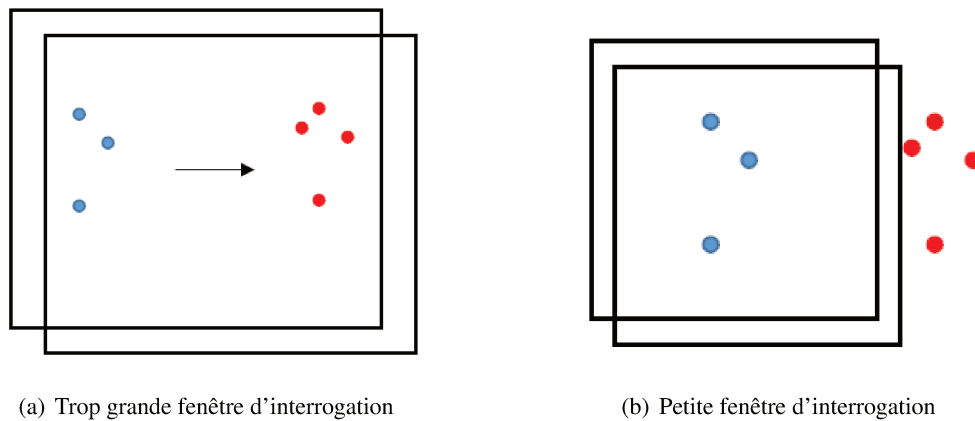 (a) Trop grande fenêtre d'interrogation
(b) Petite fenêtre d'interrogation